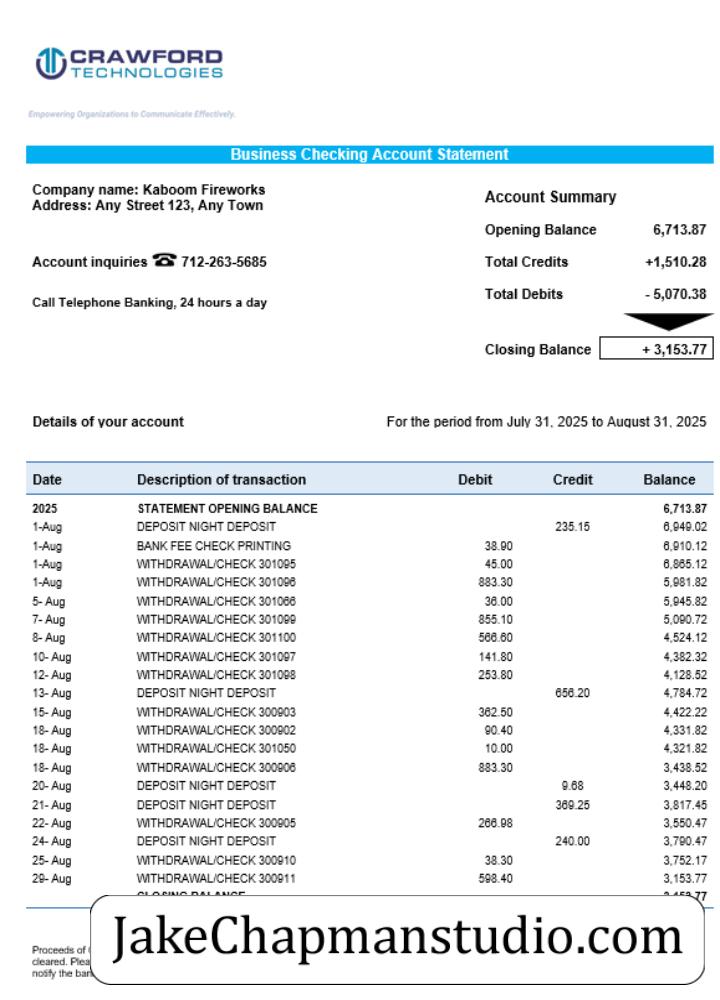 CRAWFORD
TECHNOLOGIES
Empowering Organizations to Communicate Effectively.
Business Checking Account Statement
Company name: Kaboom Fireworks
Address: Any Street 123, Any Town
Account inquiries ☎ 712-263-5685
Call Telephone Banking, 24 hours a day
Account Summary
Opening Balance 6,713.87
Total Credits +1,510.28
Total Debits - 5,070.38
Closing Balance + 3,153.77
Details of your account For the period from July 31, 2025 to August 31, 2025
Date Description of transaction Debit Credit Balance
2025 STATEMENT OPENING BALANCE 6,713.87
1-Aug DEPOSIT NIGHT DEPOSIT 235.15 6,949.02
1-Aug BANK FEE CHECK PRINTING 38.90 6,910.12
1-Aug WITHDRAWAL/CHECK 301095 45.00 6,865.12
1-Aug WITHDRAWAL/CHECK 301096 883.30 5,981.82
5- Aug WITHDRAWAL/CHECK 301066 36.00 5,945.82
7- Aug WITHDRAWAL/CHECK 301099 855.10 5,090.72
8- Aug WITHDRAWAL/CHECK 301100 566.60 4,524.12
10- Aug WITHDRAWAL/CHECK 301097 141.80 4,382.32
12- Aug WITHDRAWAL/CHECK 301098 253.80 4,128.52
13- Aug DEPOSIT NIGHT DEPOSIT 656.20 4,784.72
15- Aug WITHDRAWAL/CHECK 300903 362.50 4,422.22
18- Aug WITHDRAWAL/CHECK 300902 90.40 4,331.82
18- Aug WITHDRAWAL/CHECK 301050 10.00 4,321.82
18- Aug WITHDRAWAL/CHECK 300906 883.30 3,438.52
20- Aug DEPOSIT NIGHT DEPOSIT 9.68 3,448.20
21- Aug DEPOSIT NIGHT DEPOSIT 369.25 3,817.45
22- Aug WITHDRAWAL/CHECK 300905 266.98 3,550.47
24- Aug DEPOSIT NIGHT DEPOSIT 240.00 3,790.47
25- Aug WITHDRAWAL/CHECK 300910 38.30 3,752.17
29- Aug WITHDRAWAL/CHECK 300911 598.40 3,153.77
CLOSING BALANCE 3,153.77
JakeChapmanstudio.com
Proceeds of
cleared.
notify the